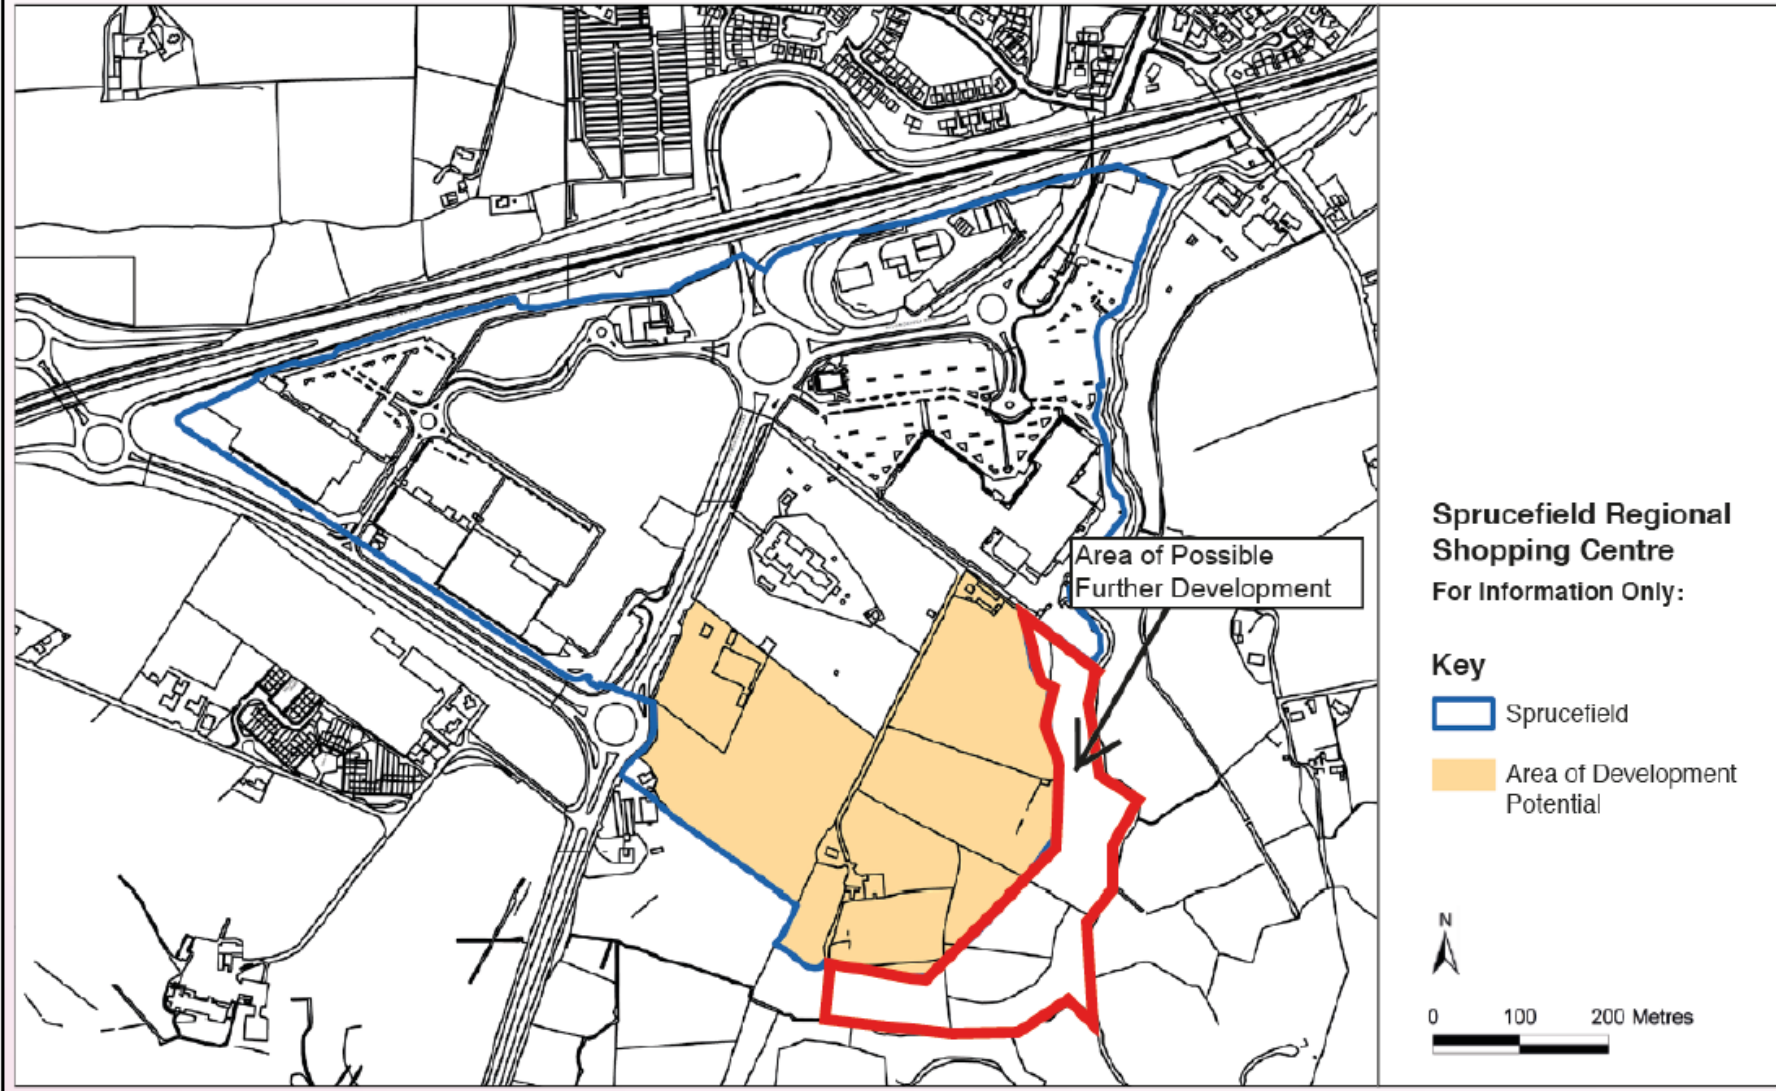 Area of Possible
Further Development
Sprucefield Regional
Shopping Centre
For Information Only:
Key
Sprucefield
Area of Development
Potential
N
0 100 200 Metres